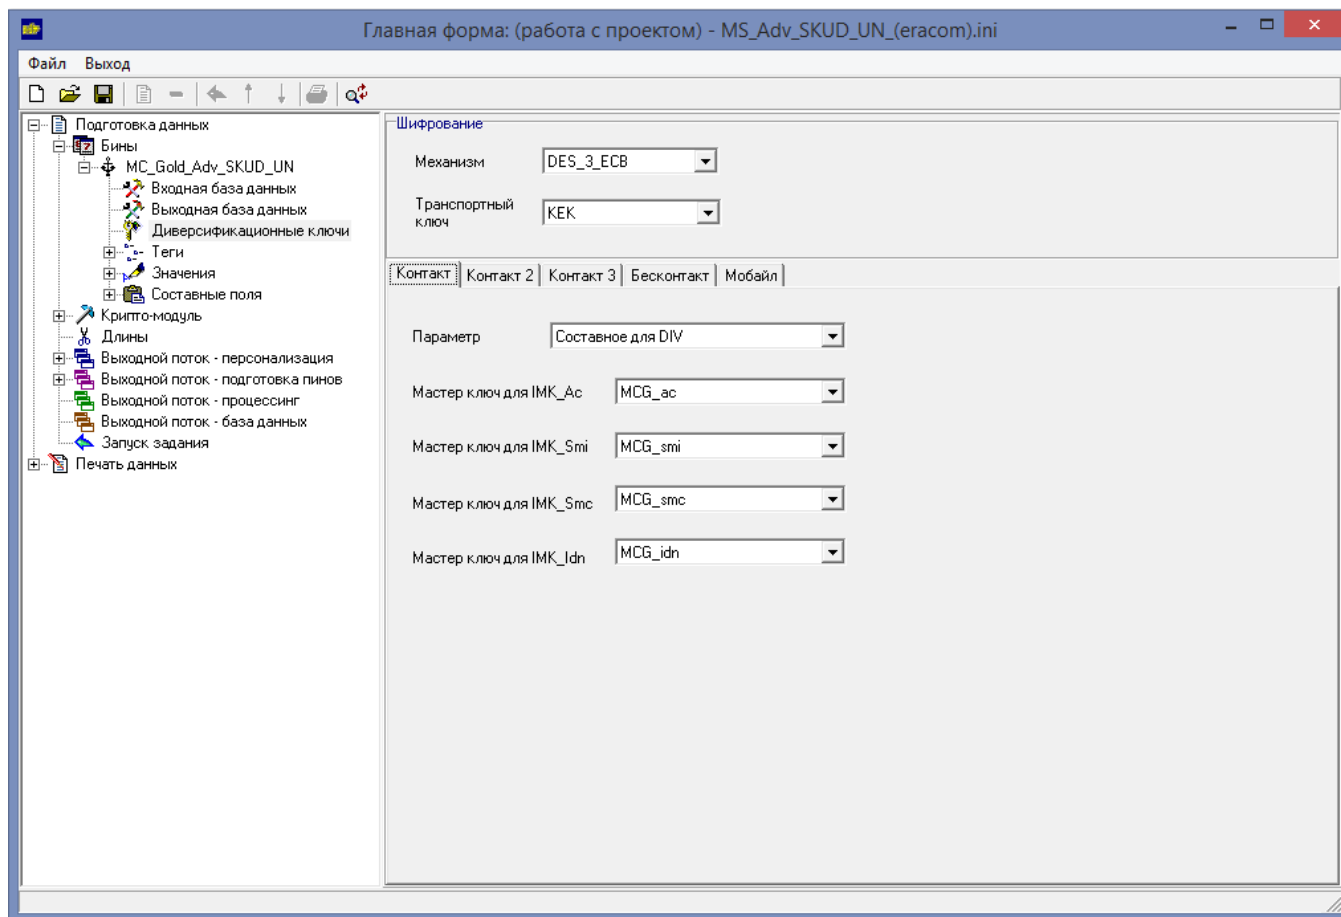 Главная форма: (работа с проектом) - MS_Adv_SKUD_UN_(eracom).ini
Файл Выход
Подготовка данных
Бины
MC_Gold_Adv_SKUD_UN
Входная база данных
Выходная база данных
Диверсификационные ключи
Теги
Значения
Составные поля
Крипто-модуль
Длины
Выходной поток - персонализация
Выходной поток - подготовка пинов
Выходной поток - процессинг
Выходной поток - база данных
Запуск задания
Печать данных
Шифрование
Механизм DES_3_ECB
Транспортный
ключ KEK
Контакт Контакт 2 Контакт 3 Бесконтакт Мобайл
Параметр Составное для DIV
Мастер ключ для IMK_Ac MCG_ac
Мастер ключ для IMK_Smi MCG_smi
Мастер ключ для IMK_Smc MCG_smc
Мастер ключ для IMK_Idn MCG_idn